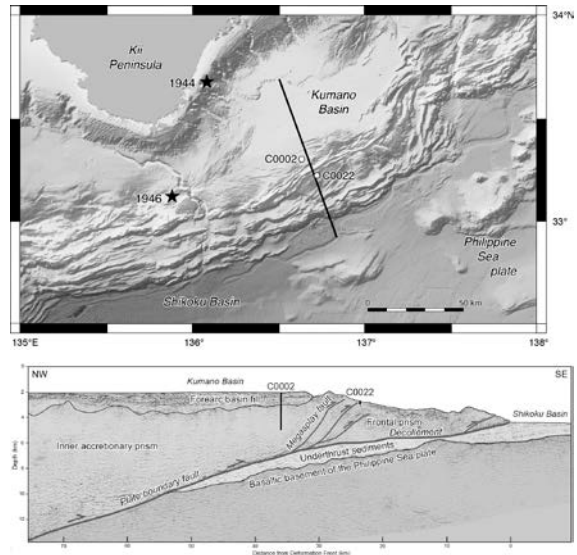 34°N
Kii
Peninsula
1944
Kumano
Basin
C0002
C0022
1946
33°N
Philippine
Sea
plate
Shikoku Basin
0 50 km
135°E 136° 137° 138°
NW SE
Kumano Basin C0002 C0022
Forearc basin fill
Shikoku Basin
Megasplay fault
Frontal prism
Decollement
Inner accretionary prism
Underthrust sediments
Plate boundary fault
Basaltic basement of the Philippine Sea plate
Depth (km)
Distance from Deformation Front (km)